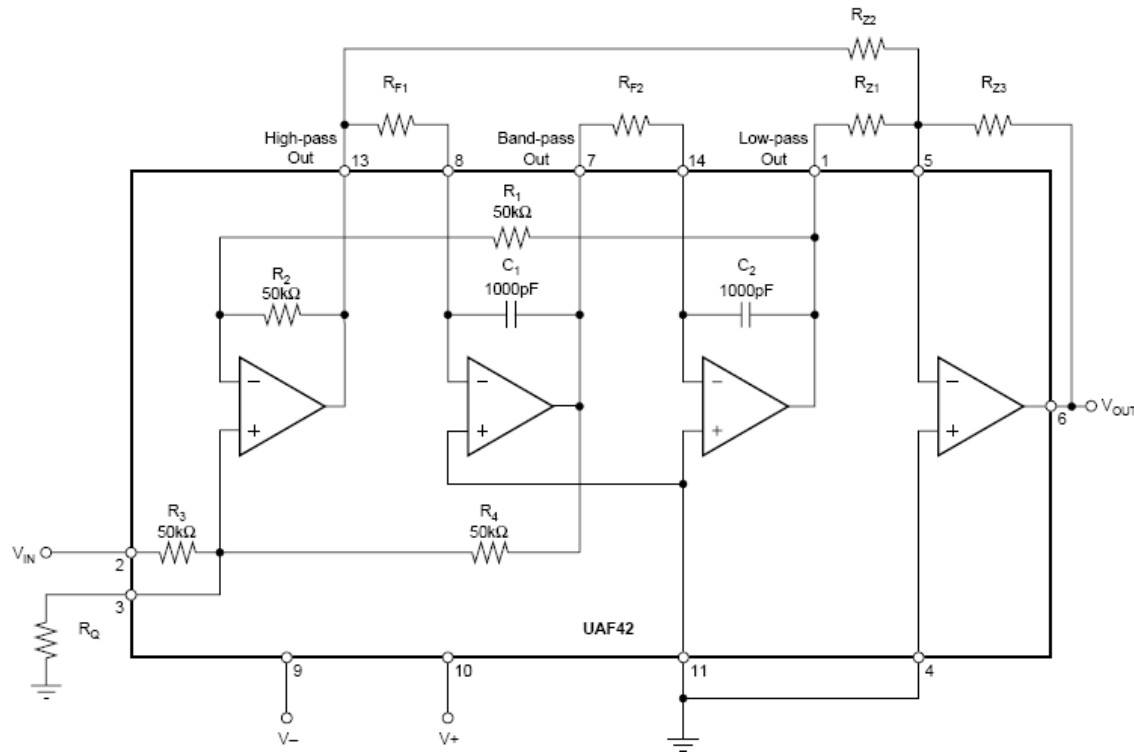 RZ2
RF1
RF2
RZ1
RZ3
High-pass
Out
Band-pass
Out
Low-pass
Out
13
8
7
14
1
5
R1
50kΩ
R2
50kΩ
C1
1000pF
C2
1000pF
−
+
−
+
−
+
−
+
6
VOUT
R3
50kΩ
R4
50kΩ
VIN
2
3
RQ
UAF42
9
10
11
4
V−
V+